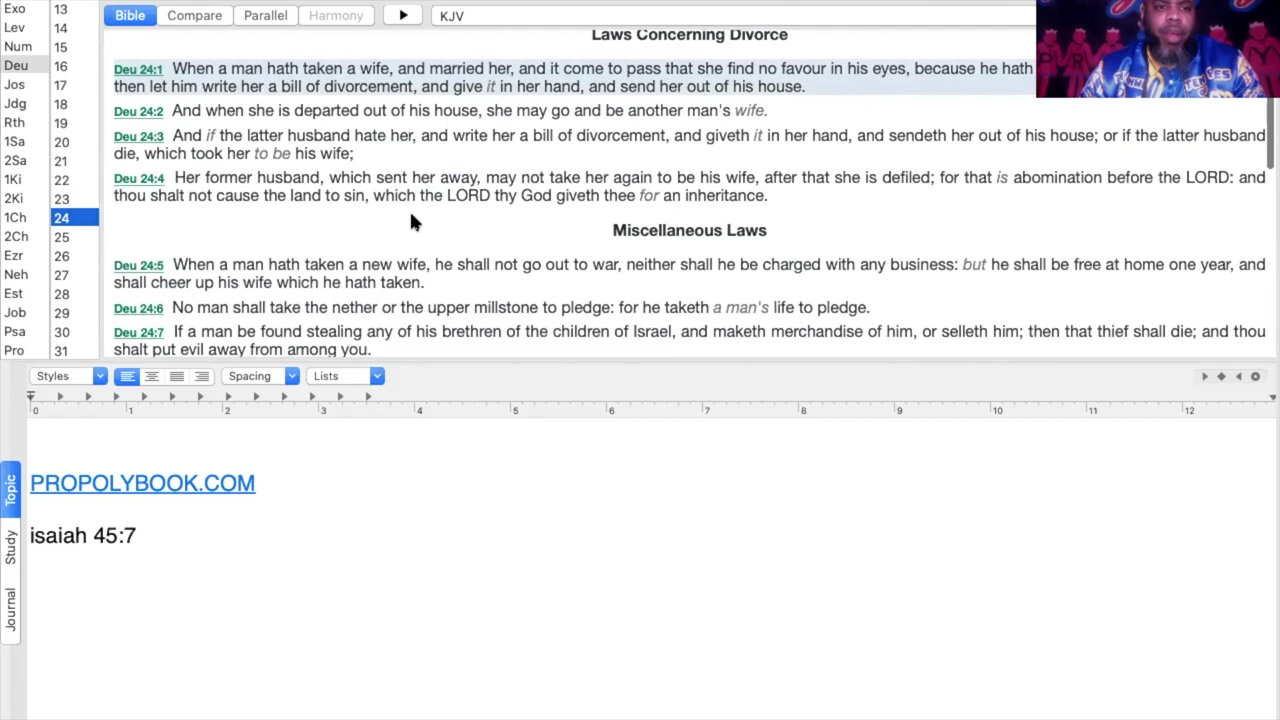 Exo 13
Lev 14
Num 15
Deu 16
Jos 17
Jdg 18
Rth 19
1Sa 20
2Sa 21
1Ki 22
2Ki 23
1Ch 24
2Ch 25
Ezr 26
Neh 27
Est 28
Job 29
Psa 30
Pro 31
Bible Compare Parallel Harmony KJV
Laws Concerning Divorce
Deu 24:1 When a man hath taken a wife, and married her, and it come to pass that she find no favour in his eyes, because he hath
then let him write her a bill of divorcement, and give it in her hand, and send her out of his house.
Deu 24:2 And when she is departed out of his house, she may go and be another man's wife.
Deu 24:3 And if the latter husband hate her, and write her a bill of divorcement, and giveth it in her hand, and sendeth her out of his house; or if the latter husband
die, which took her to be his wife;
Deu 24:4 Her former husband, which sent her away, may not take her again to be his wife, after that she is defiled; for that is abomination before the LORD: and
thou shalt not cause the land to sin, which the LORD thy God giveth thee for an inheritance.
Miscellaneous Laws
Deu 24:5 When a man hath taken a new wife, he shall not go out to war, neither shall he be charged with any business: but he shall be free at home one year, and
shall cheer up his wife which he hath taken.
Deu 24:6 No man shall take the nether or the upper millstone to pledge: for he taketh a man's life to pledge.
Deu 24:7 If a man be found stealing any of his brethren of the children of Israel, and maketh merchandise of him, or selleth him; then that thief shall die; and thou
shalt put evil away from among you.
Styles Spacing Lists
0 1 2 3 4 5 6 7 8 9 10 11 12
Topic
Study
Journal
PROPOLYBOOK.COM
isaiah 45:7